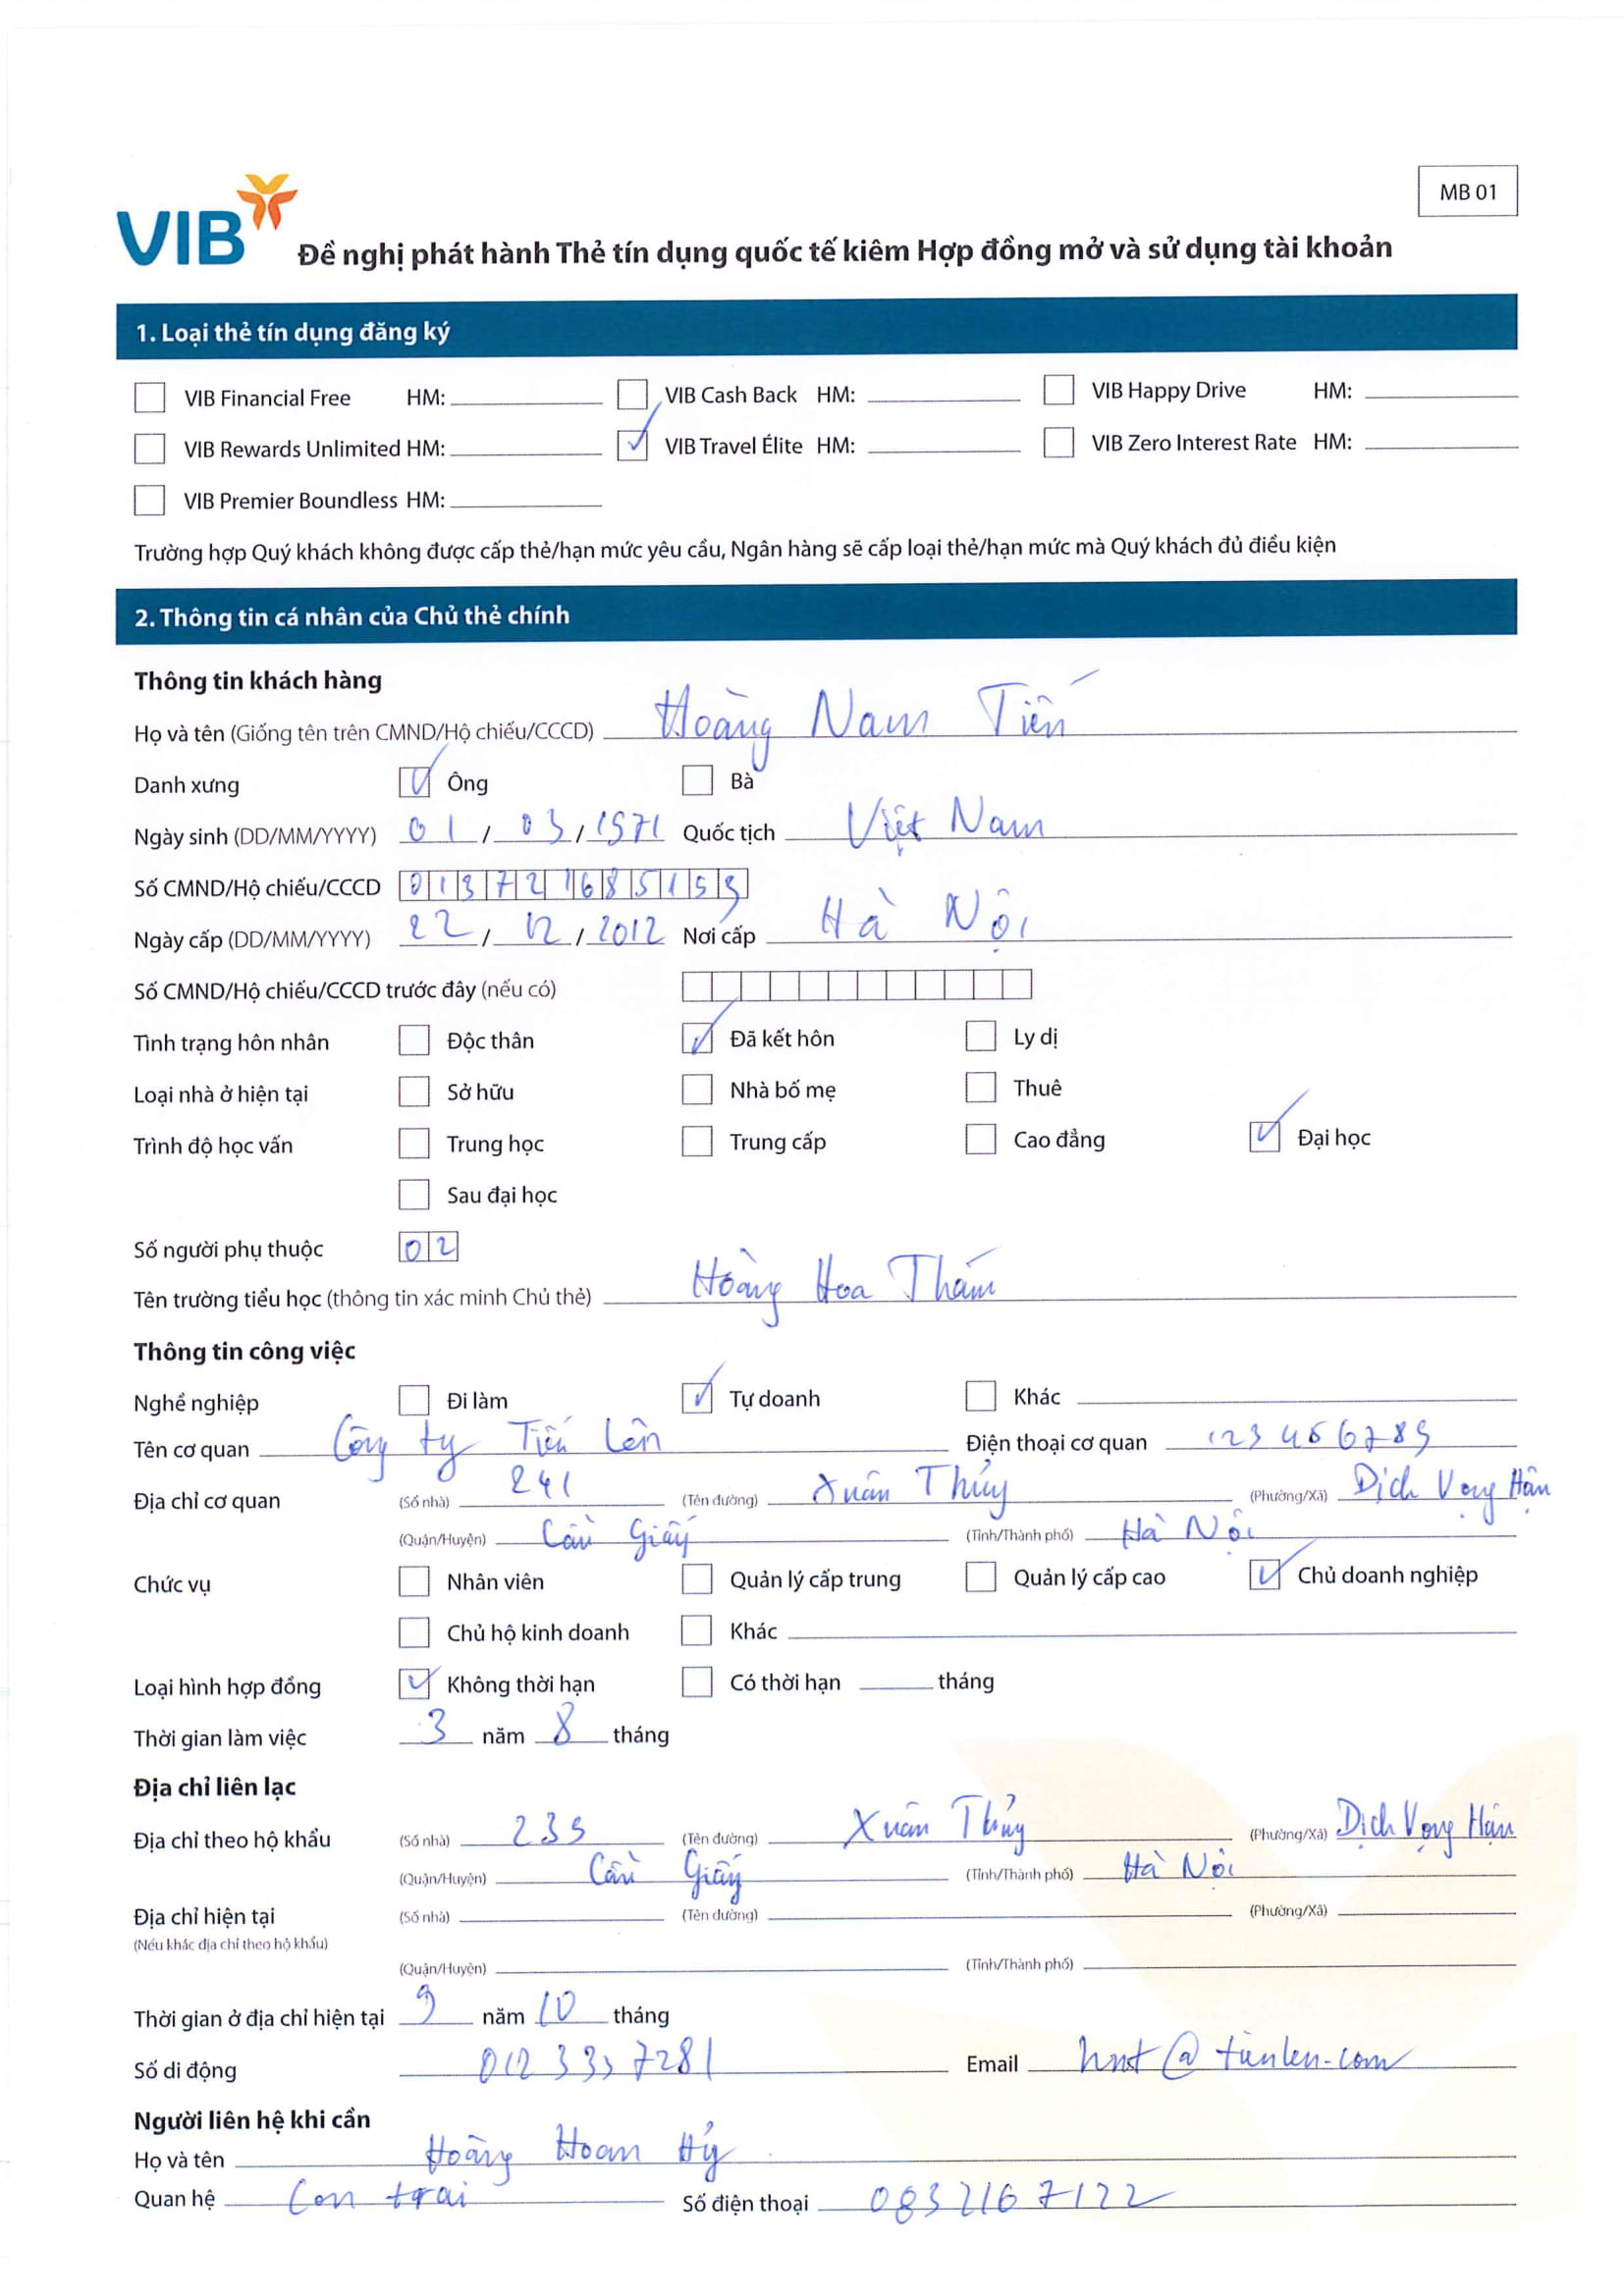 MB 01
VIB Đề nghị phát hành Thẻ tín dụng quốc tế kiêm Hợp đồng mở và sử dụng tài khoản
1. Loại thẻ tín dụng đăng ký
VIB Financial Free HM: VIB Cash Back HM: VIB Happy Drive HM:
VIB Rewards Unlimited HM: VIB Travel Élite HM: VIB Zero Interest Rate HM:
VIB Premier Boundless HM:
Trường hợp Quý khách không được cấp thẻ/hạn mức yêu cầu, Ngân hàng sẽ cấp loại thẻ/hạn mức mà Quý khách đủ điều kiện
2. Thông tin cá nhân của Chủ thẻ chính
Thông tin khách hàng
Họ và tên (Giống tên trên CMND/Hộ chiếu/CCCD) Hoàng Nam Tiến
Danh xưng Ông Bà
Ngày sinh (DD/MM/YYYY) 01 / 03 / 1971 Quốc tịch Việt Nam
Số CMND/Hộ chiếu/CCCD 013721685153
Ngày cấp (DD/MM/YYYY) 22 / 12 / 2012 Nơi cấp Hà Nội
Số CMND/Hộ chiếu/CCCD trước đây (nếu có)
Tình trạng hôn nhân Độc thân Đã kết hôn Ly dị
Loại nhà ở hiện tại Sở hữu Nhà bố mẹ Thuê
Trình độ học vấn Trung học Trung cấp Cao đẳng Đại học
Sau đại học
Số người phụ thuộc 02
Tên trường tiểu học (thông tin xác minh Chủ thẻ) Hoàng Hoa Thám
Thông tin công việc
Nghề nghiệp Đi làm Tự doanh Khác
Tên cơ quan Công ty Tiến Lên Điện thoại cơ quan 123456789
Địa chỉ cơ quan (Số nhà) 241 (Tên đường) Xuân Thủy (Phường/Xã) Dịch Vọng Hậu
(Quận/Huyện) Cầu Giấy (Tỉnh/Thành phố) Hà Nội
Chức vụ Nhân viên Quản lý cấp trung Quản lý cấp cao Chủ doanh nghiệp
Chủ hộ kinh doanh Khác
Loại hình hợp đồng Không thời hạn Có thời hạn tháng
Thời gian làm việc 3 năm 8 tháng
Địa chỉ liên lạc
Địa chỉ theo hộ khẩu (Số nhà) 239 (Tên đường) Xuân Thủy (Phường/Xã) Dịch Vọng Hậu
(Quận/Huyện) Cầu Giấy (Tỉnh/Thành phố) Hà Nội
Địa chỉ hiện tại (Số nhà) (Tên đường) (Phường/Xã)
(Nếu khác địa chỉ theo hộ khẩu)
(Quận/Huyện) (Tỉnh/Thành phố)
Thời gian ở địa chỉ hiện tại 9 năm 10 tháng
Số di động 012 333 7281 Email hnt@tienlen.com
Người liên hệ khi cần
Họ và tên Hoàng Hoan Hỷ
Quan hệ Con trai Số điện thoại 0832167122